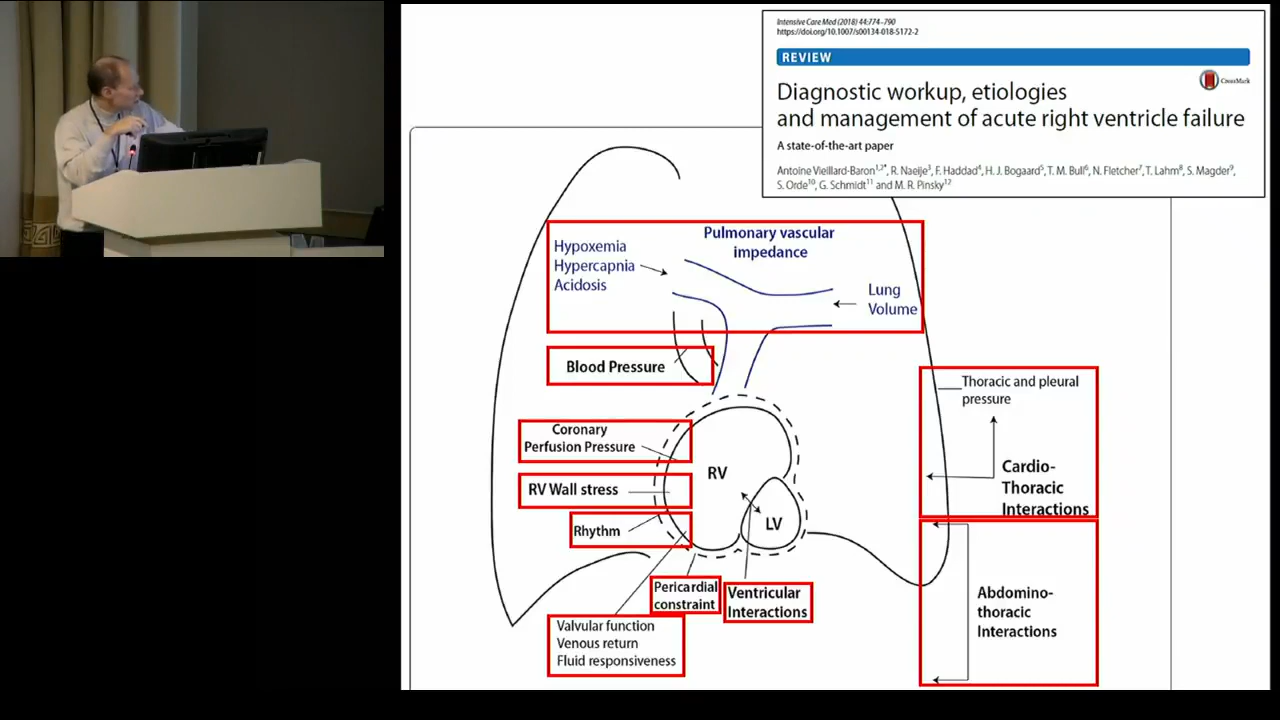 Intensive Care Med (2018) 44:774–790
https://doi.org/10.1007/s00134-018-5172-2
REVIEW
CrossMark
Diagnostic workup, etiologies
and management of acute right ventricle failure
A state-of-the-art paper
Antoine Vieillard-Baron1,2*, R. Naeije3, F. Haddad4, H. J. Bogaard5, T. M. Bull6, N. Fletcher7, T. Lahm8, S. Magder9,
S. Orde10, G. Schmidt11 and M. R. Pinsky12
Pulmonary vascular
impedance
Hypoxemia
Hypercapnia
Acidosis
Lung
Volume
Blood Pressure
Thoracic and pleural
pressure
Coronary
Perfusion Pressure
Cardio-
Thoracic
Interactions
RV
RV Wall stress
LV
Rhythm
Pericardial
constraint
Ventricular
Interactions
Abdomino-
thoracic
Interactions
Valvular function
Venous return
Fluid responsiveness